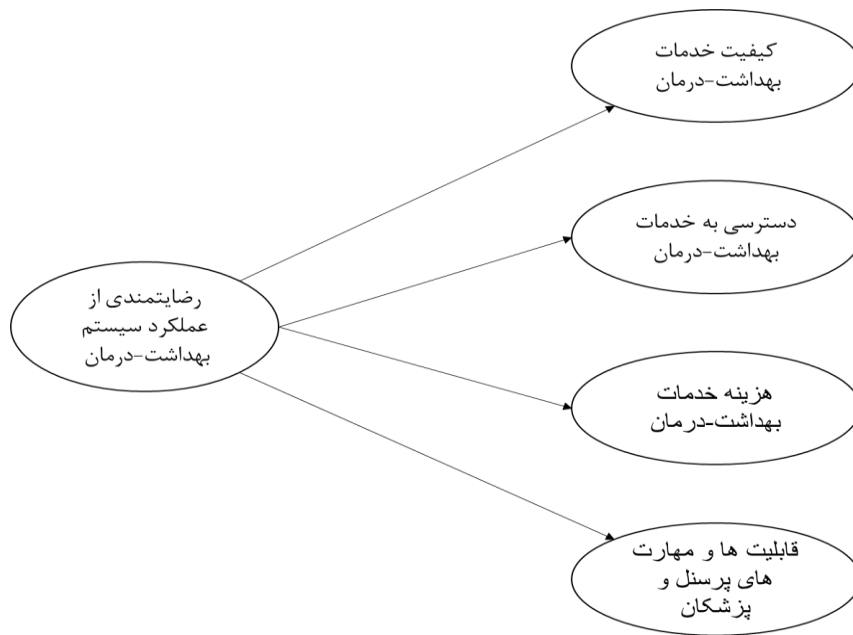 کیفیت خدمات
بهداشت-درمان
دسترسی به خدمات
بهداشت-درمان
رضایتمندی از
عملکرد سیستم
بهداشت-درمان
هزینه خدمات
بهداشت-درمان
قابلیت ها و مهارت
های پرسنل و
پزشکان